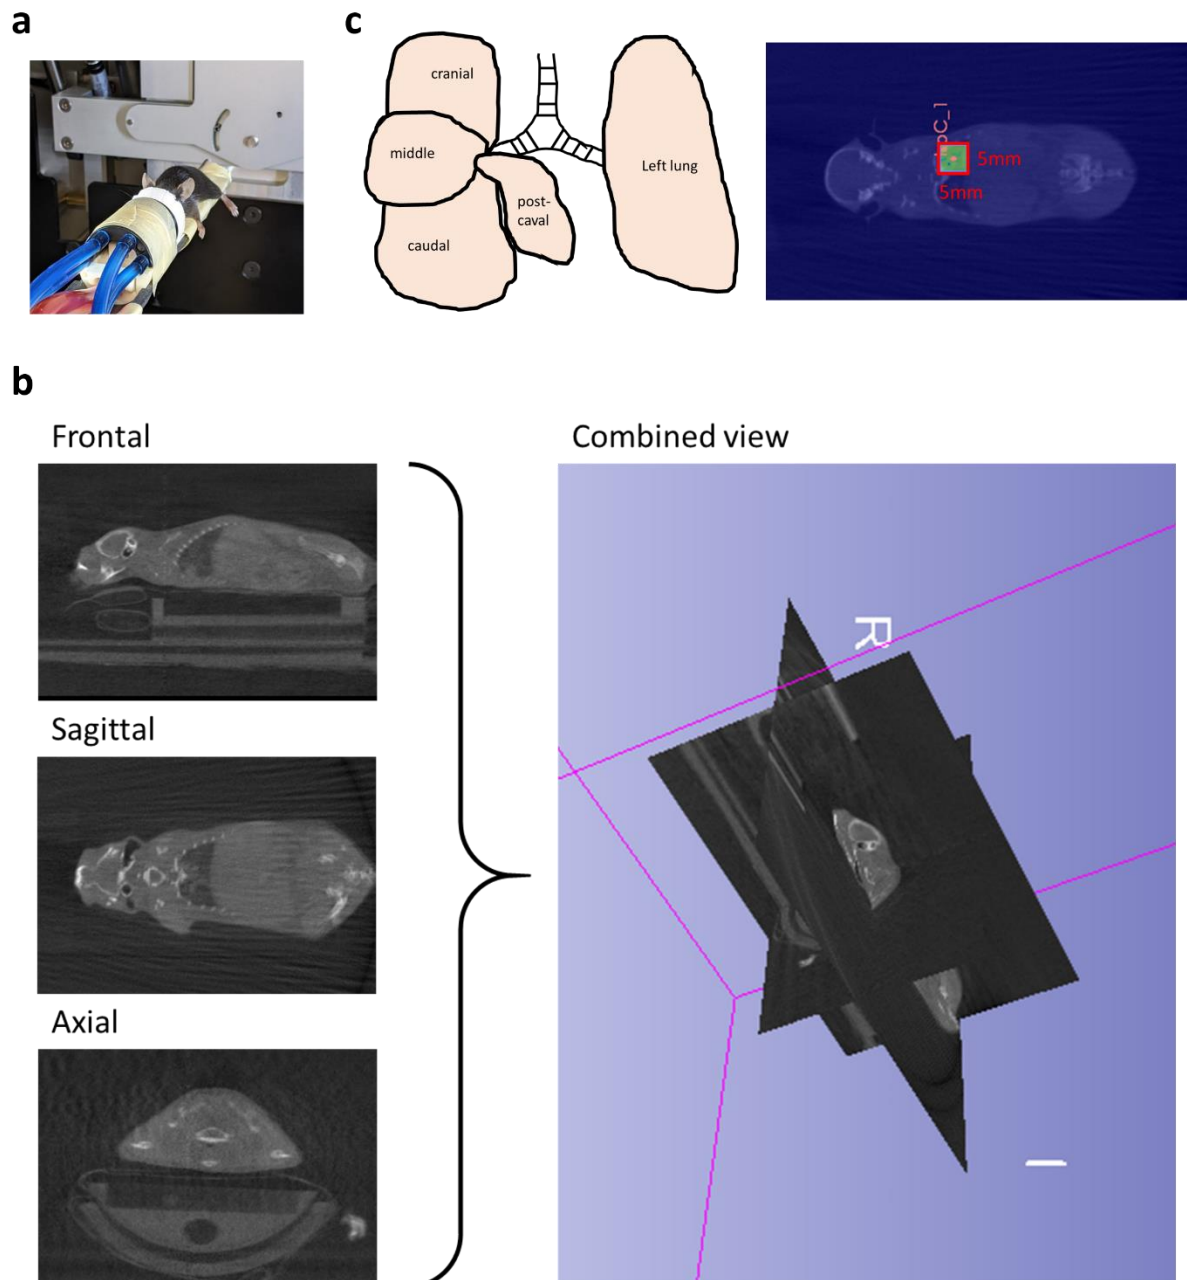 a
c
cranial
middle
caudal
post-
caval
Left lung
5mm
5mm
b
Frontal
Sagittal
Axial
Combined view
R